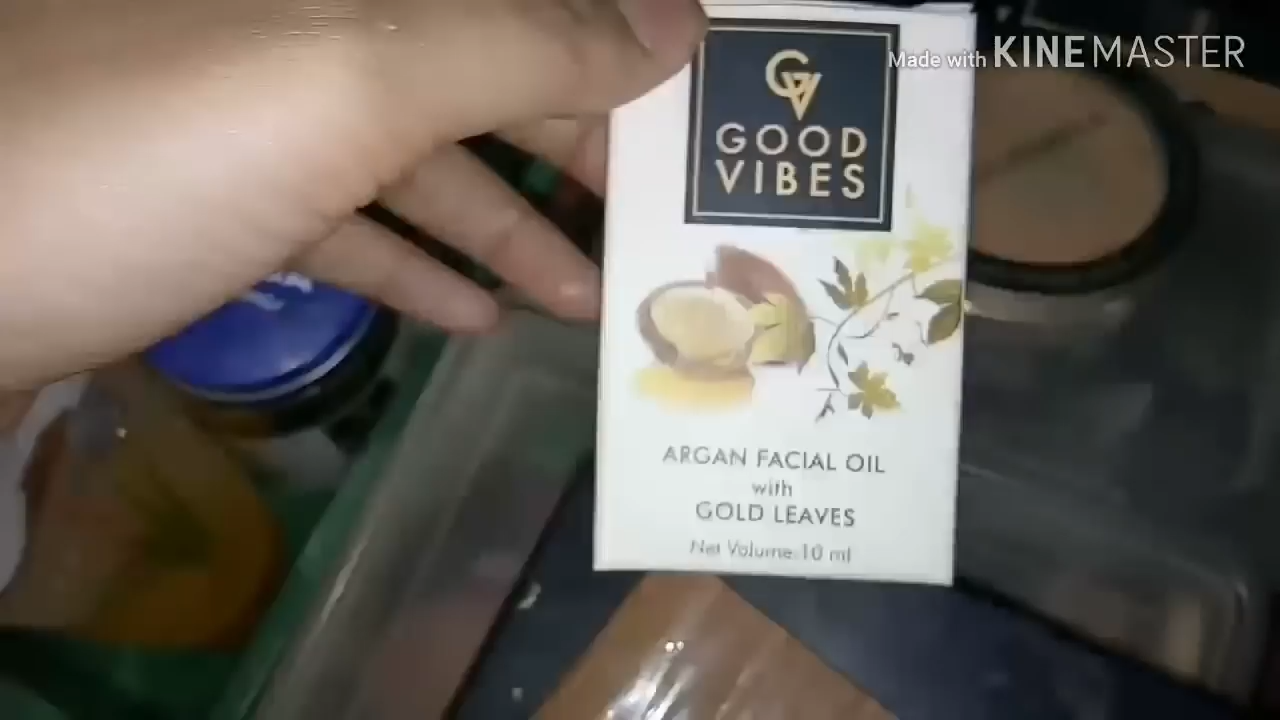 Made with KINEMASTER
GV
GOOD
VIBES
ARGAN FACIAL OIL
with
GOLD LEAVES
Net Volume: 10 ml